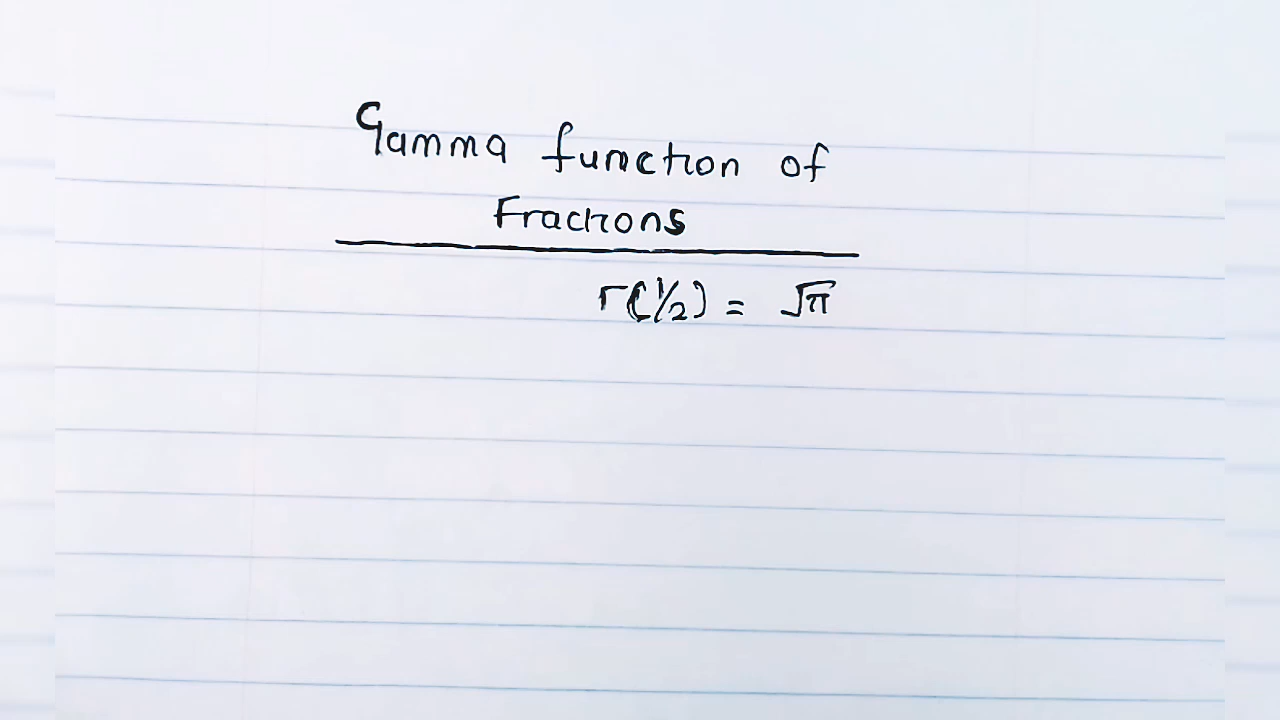 Gamma function of
Fractions
Γ(1/2) = √π